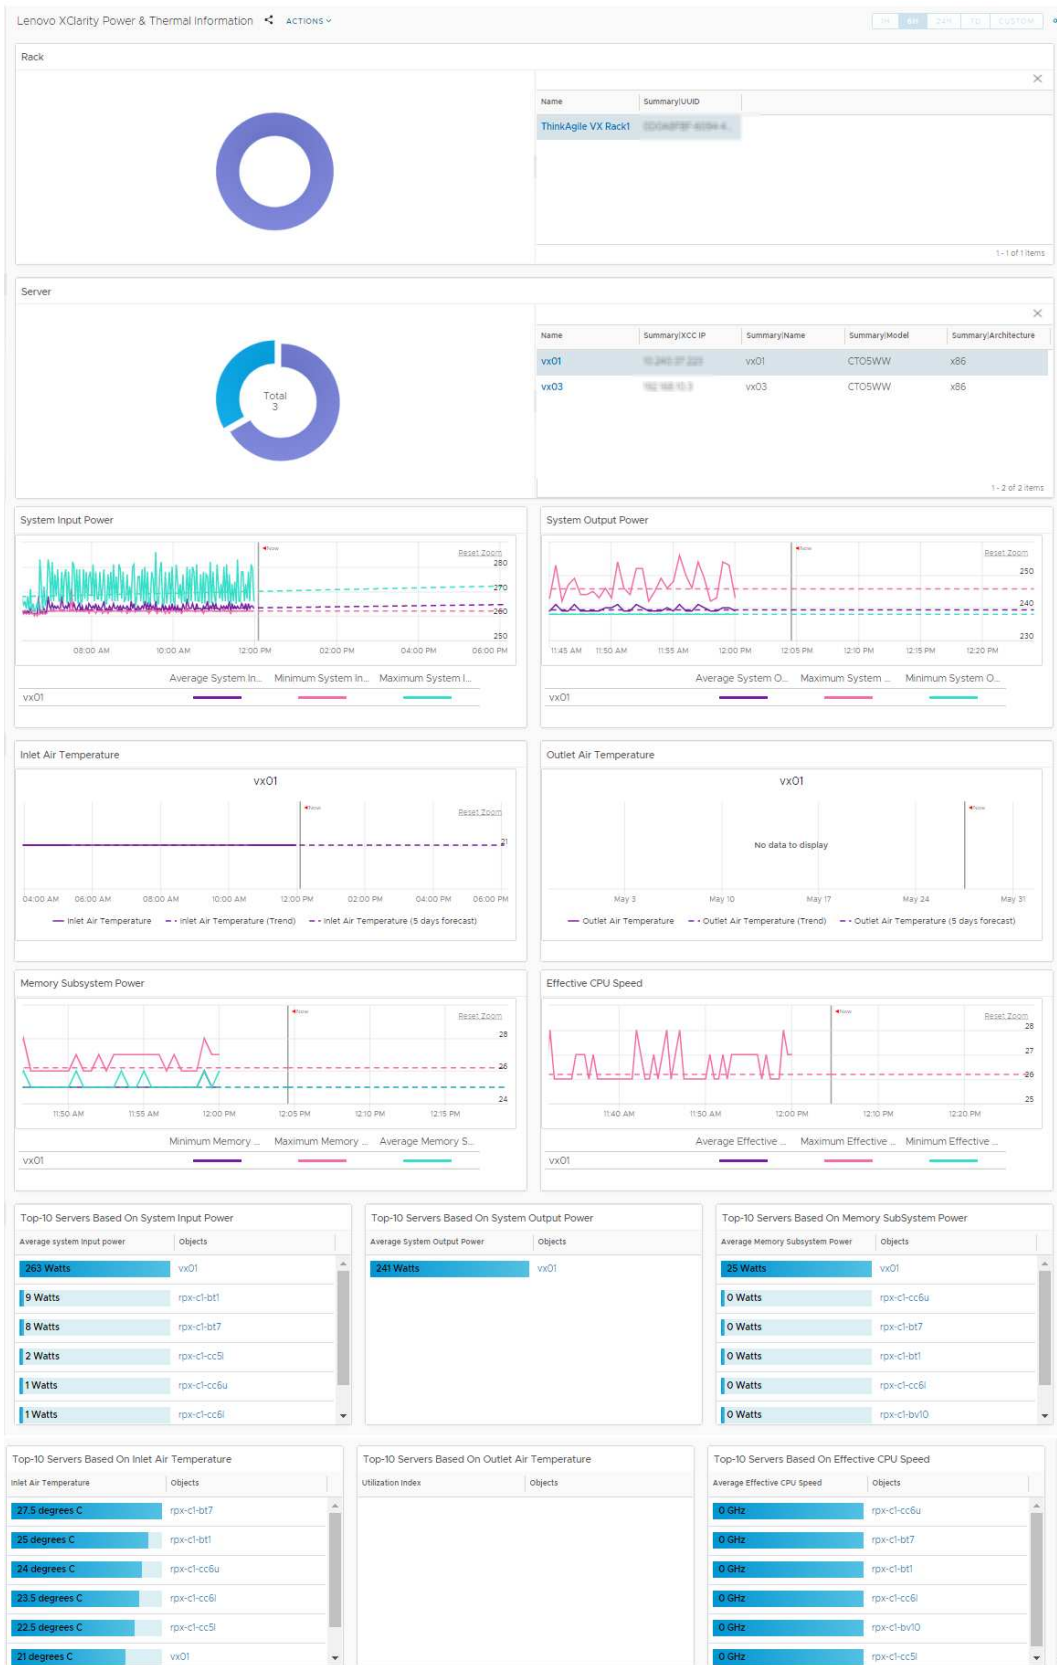 Lenovo XClarity Power & Thermal Information ACTIONS 1H 6H 24H 7D CUSTOM
Rack
Name Summary|UUID
ThinkAgile VX Rack1
1 - 1 of 1 items
Server
Total
3
Name Summary|XCC IP Summary|Name Summary|Model Summary|Architecture
vx01 vx01 CTO5WW x86
vx03 vx03 CTO5WW x86
1 - 2 of 2 items
System Input Power
Now Reset Zoom
280
270
260
250
08:00 AM 10:00 AM 12:00 PM 02:00 PM 04:00 PM 06:00 PM
Average System In... Minimum System In... Maximum System I...
vx01
System Output Power
Now Reset Zoom
250
240
230
11:45 AM 11:50 AM 11:55 AM 12:00 PM 12:05 PM 12:10 PM 12:15 PM 12:20 PM
Average System O... Maximum System ... Minimum System O...
vx01
Inlet Air Temperature
vx01
Now Reset Zoom
21
04:00 AM 06:00 AM 08:00 AM 10:00 AM 12:00 PM 02:00 PM 04:00 PM 06:00 PM
Inlet Air Temperature Inlet Air Temperature (Trend) Inlet Air Temperature (5 days forecast)
Outlet Air Temperature
vx01
Now
No data to display
May 3 May 10 May 17 May 24 May 31
Outlet Air Temperature Outlet Air Temperature (Trend) Outlet Air Temperature (5 days forecast)
Memory Subsystem Power
Now Reset Zoom
28
26
24
11:50 AM 11:55 AM 12:00 PM 12:05 PM 12:10 PM 12:15 PM
Minimum Memory ... Maximum Memory ... Average Memory S...
vx01
Effective CPU Speed
Now Reset Zoom
28
27
26
25
11:40 AM 11:50 AM 12:00 PM 12:10 PM 12:20 PM
Average Effective ... Maximum Effective ... Minimum Effective ...
vx01
Top-10 Servers Based On System Input Power
Average system Input power Objects
263 Watts vx01
9 Watts rpx-c1-bt1
8 Watts rpx-c1-bt7
2 Watts rpx-c1-cc5l
1 Watts rpx-c1-cc6u
1 Watts rpx-c1-cc6l
Top-10 Servers Based On System Output Power
Average System Output Power Objects
241 Watts vx01
Top-10 Servers Based On Memory SubSystem Power
Average Memory Subsystem Power Objects
25 Watts vx01
0 Watts rpx-c1-cc6u
0 Watts rpx-c1-bt7
0 Watts rpx-c1-bt1
0 Watts rpx-c1-cc6l
0 Watts rpx-c1-bv10
Top-10 Servers Based On Inlet Air Temperature
Inlet Air Temperature Objects
27.5 degrees C rpx-c1-bt7
25 degrees C rpx-c1-bt1
24 degrees C rpx-c1-cc6u
23.5 degrees C rpx-c1-cc6l
22.5 degrees C rpx-c1-cc5l
21 degrees C vx01
Top-10 Servers Based On Outlet Air Temperature
Utilization Index Objects
Top-10 Servers Based On Effective CPU Speed
Average Effective CPU Speed Objects
0 GHz rpx-c1-cc6u
0 GHz rpx-c1-bt7
0 GHz rpx-c1-bt1
0 GHz rpx-c1-cc6l
0 GHz rpx-c1-bv10
0 GHz rpx-c1-cc5l